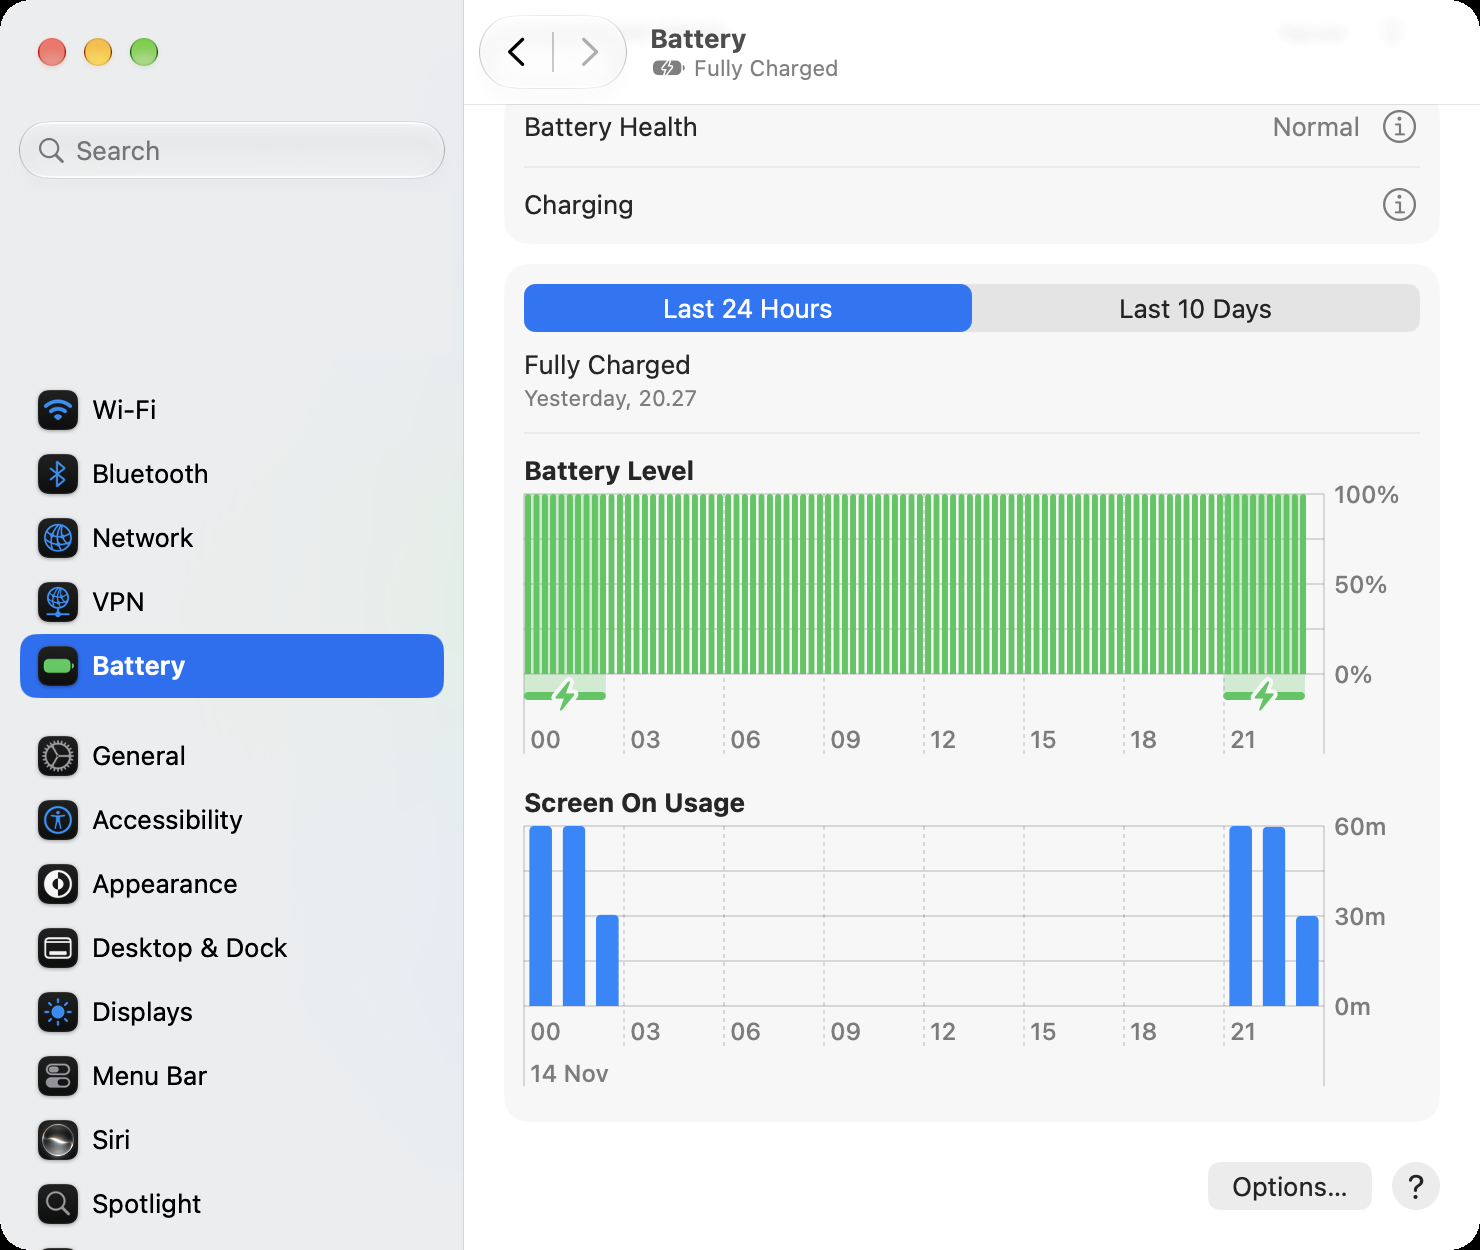 Search
Wi-Fi
Bluetooth
Network
VPN
Battery
General
Accessibility
Appearance
Desktop & Dock
Displays
Menu Bar
Siri
Spotlight
Battery
Fully Charged
Battery Health
Normal
Charging
Last 24 Hours
Last 10 Days
Fully Charged
Yesterday, 20.27
Battery Level
100%
50%
0%
00 03 06 09 12 15 18 21
Screen On Usage
60m
30m
0m
00 03 06 09 12 15 18 21
14 Nov
Options...
?